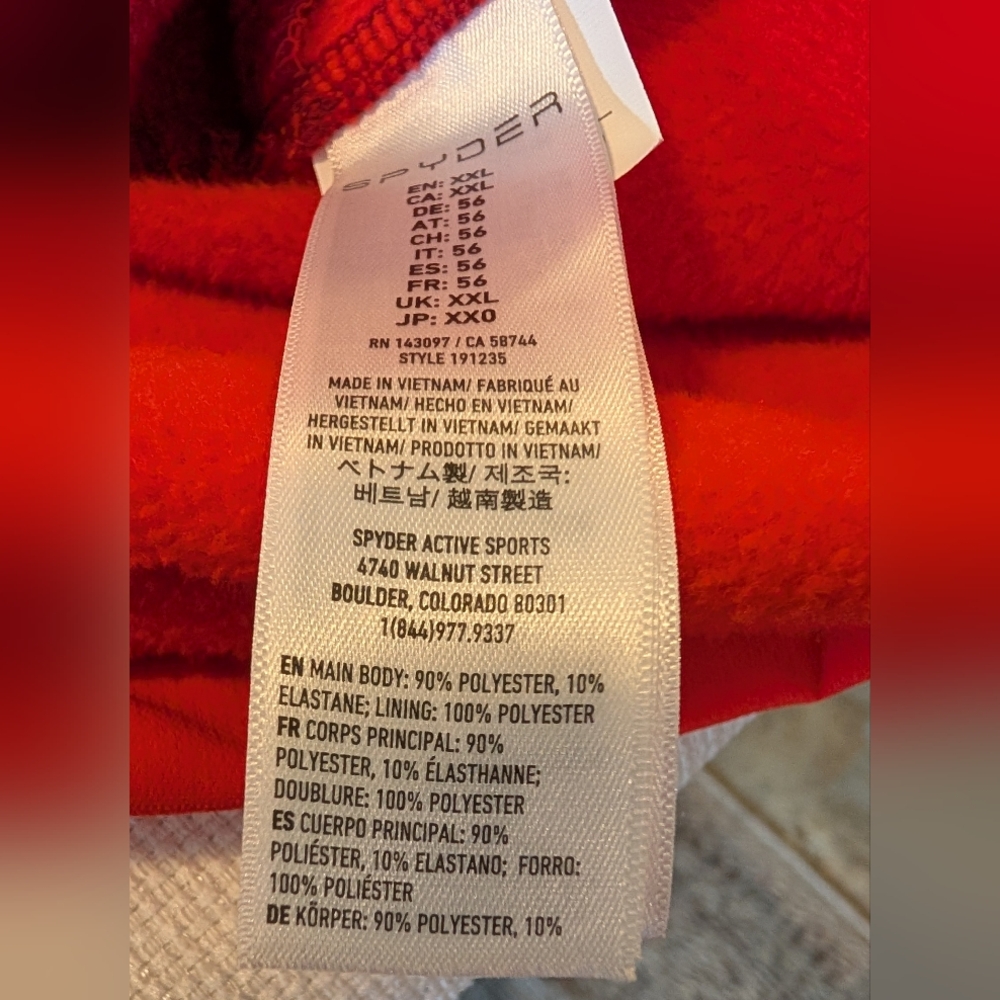 SPYDER
EN: XXL
CA: XXL
DE: 56
AT: 56
CH: 56
IT: 56
ES: 56
FR: 56
UK: XXL
JP: XXO
RN 143097 / CA 58744
STYLE 191235
MADE IN VIETNAM/ FABRIQUÉ AU
VIETNAM/ HECHO EN VIETNAM/
HERGESTELLT IN VIETNAM/ GEMAAKT
IN VIETNAM/ PRODOTTO IN VIETNAM/
ベトナム製/ 제조국:
베트남/ 越南製造
SPYDER ACTIVE SPORTS
4740 WALNUT STREET
BOULDER, COLORADO 80301
1(844)977.9337
EN MAIN BODY: 90% POLYESTER, 10%
ELASTANE; LINING: 100% POLYESTER
FR CORPS PRINCIPAL: 90%
POLYESTER, 10% ÉLASTHANNE;
DOUBLURE: 100% POLYESTER
ES CUERPO PRINCIPAL: 90%
POLIÉSTER, 10% ELASTANO; FORRO:
100% POLIÉSTER
DE KÕRPER: 90% POLYESTER, 10%